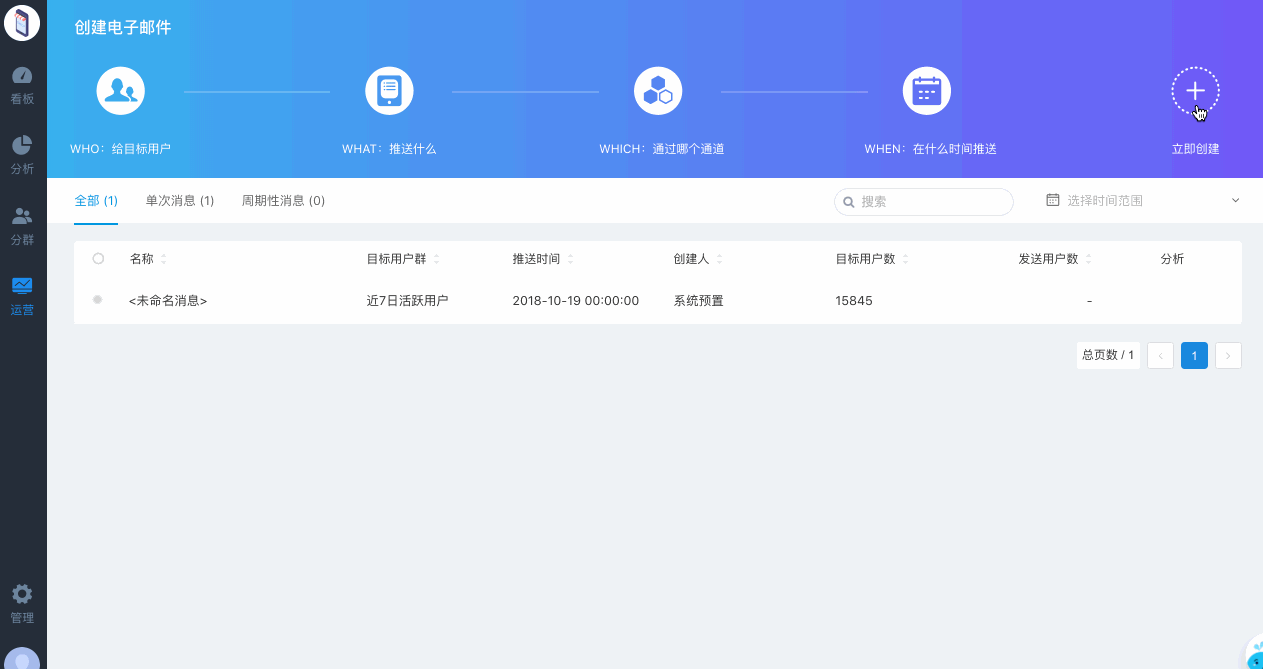 创建电子邮件
WHO：给目标用户
WHAT：推送什么
WHICH：通过哪个通道
WHEN：在什么时间推送
立即创建
看板
分析
分群
运营
管理
全部 (1) 单次消息 (1) 周期性消息 (0)
搜索
选择时间范围
名称 目标用户群 推送时间 创建人 目标用户数 发送用户数 分析
<未命名消息> 近7日活跃用户 2018-10-19 00:00:00 系统预置 15845 -
总页数 / 1 < 1 >